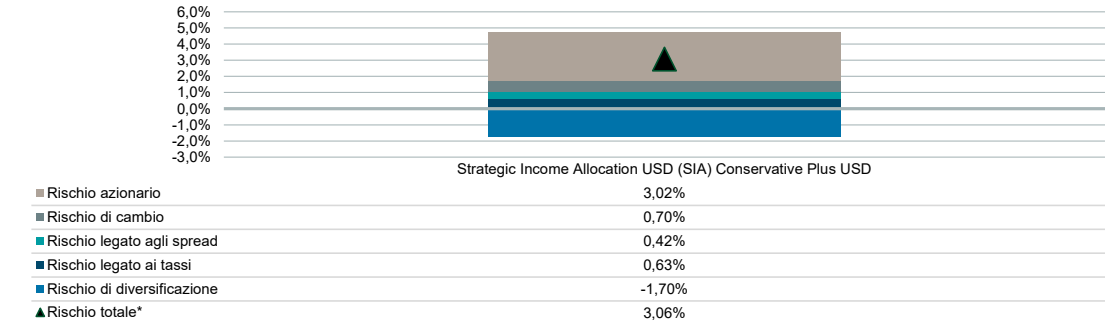 6,0%
5,0%
4,0%
3,0%
2,0%
1,0%
0,0%
-1,0%
-2,0%
-3,0%
Strategic Income Allocation USD (SIA) Conservative Plus USD
Rischio azionario 3,02%
Rischio di cambio 0,70%
Rischio legato agli spread 0,42%
Rischio legato ai tassi 0,63%
Rischio di diversificazione -1,70%
Rischio totale* 3,06%